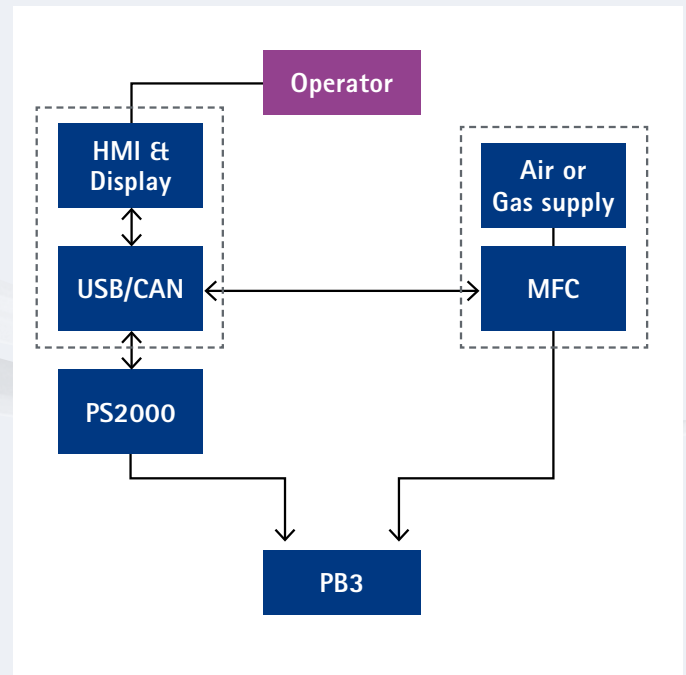 Operator
HMI &
Display
Air or
Gas supply
USB/CAN
MFC
PS2000
PB3